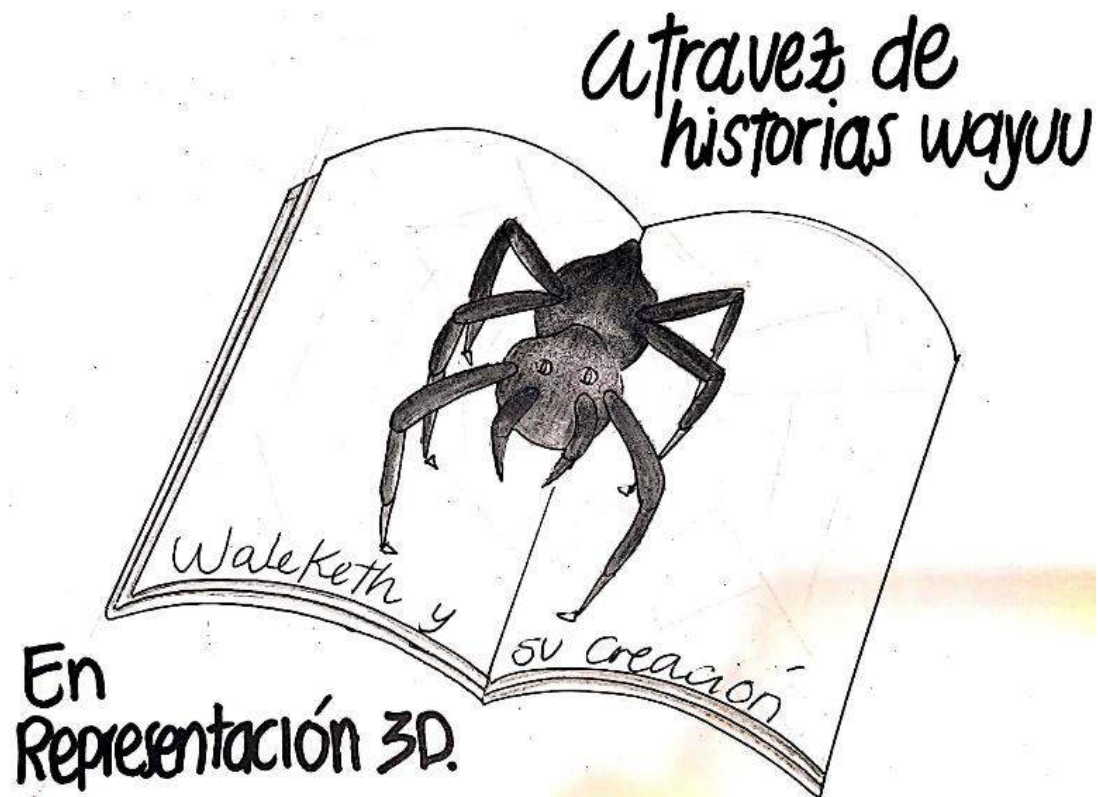 atravez de
historias wayuu
WaleKeth y
su creación
En
Representación 3D.